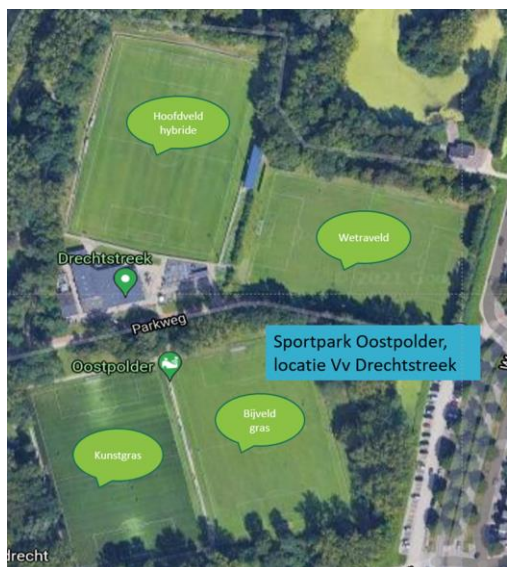 Hoofdveld
hybride
Wetraveld
Drechtstreek
Parkweg
Sportpark Oostpolder,
locatie Vv Drechtstreek
Oostpolder
Bijveld
gras
Kunstgras
drecht